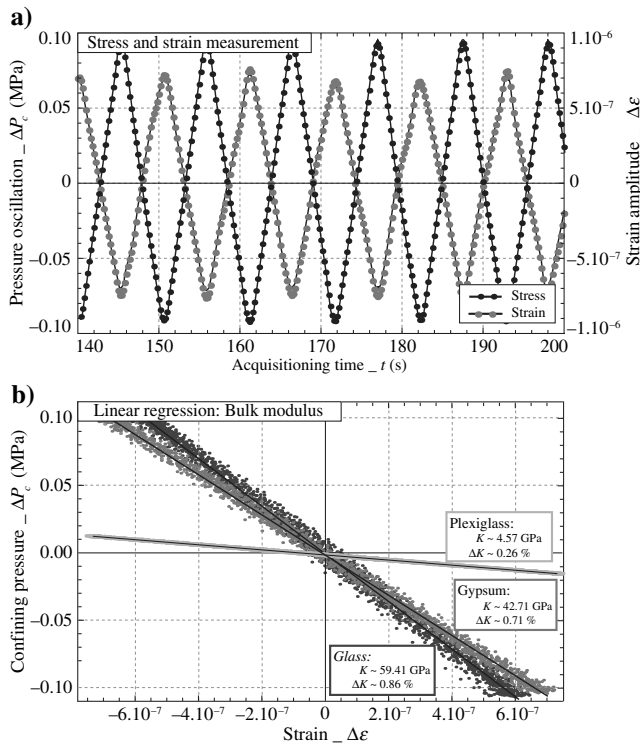 a)
Stress and strain measurement
Pressure oscillation _ ΔP_c (MPa)
0.10
0.05
0
−0.05
−0.10
1.10⁻⁶
5.10⁻⁷
0
−5.10⁻⁷
−1.10⁻⁶
Strain amplitude Δε
Stress
Strain
140 150 160 170 180 190 200
Acquisitioning time _ t (s)
b)
Linear regression: Bulk modulus
Confining pressure _ ΔP_c (MPa)
0.10
0.05
0.00
−0.05
−0.10
Plexiglass:
K ~ 4.57 GPa
ΔK ~ 0.26 %
Gypsum:
K ~ 42.71 GPa
ΔK ~ 0.71 %
Glass:
K ~ 59.41 GPa
ΔK ~ 0.86 %
−6.10⁻⁷ −4.10⁻⁷ −2.10⁻⁷ 0 2.10⁻⁷ 4.10⁻⁷ 6.10⁻⁷
Strain _ Δε